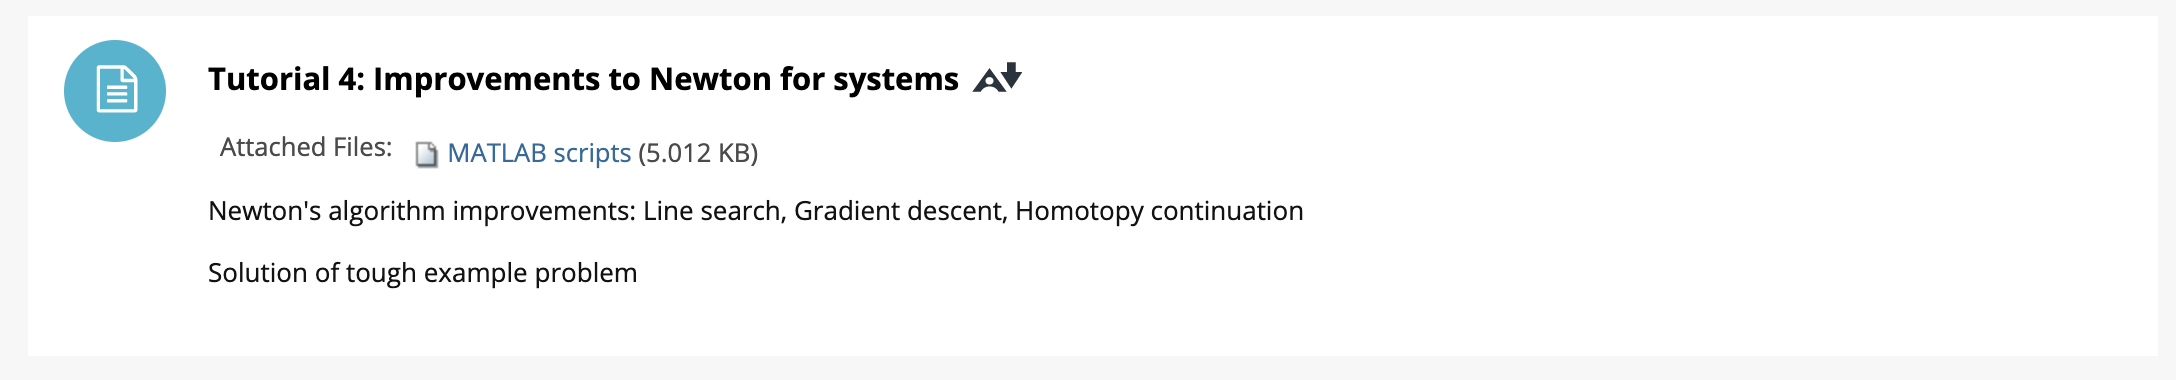 Tutorial 4: Improvements to Newton for systems
Attached Files: MATLAB scripts (5.012 KB)
Newton's algorithm improvements: Line search, Gradient descent, Homotopy continuation
Solution of tough example problem